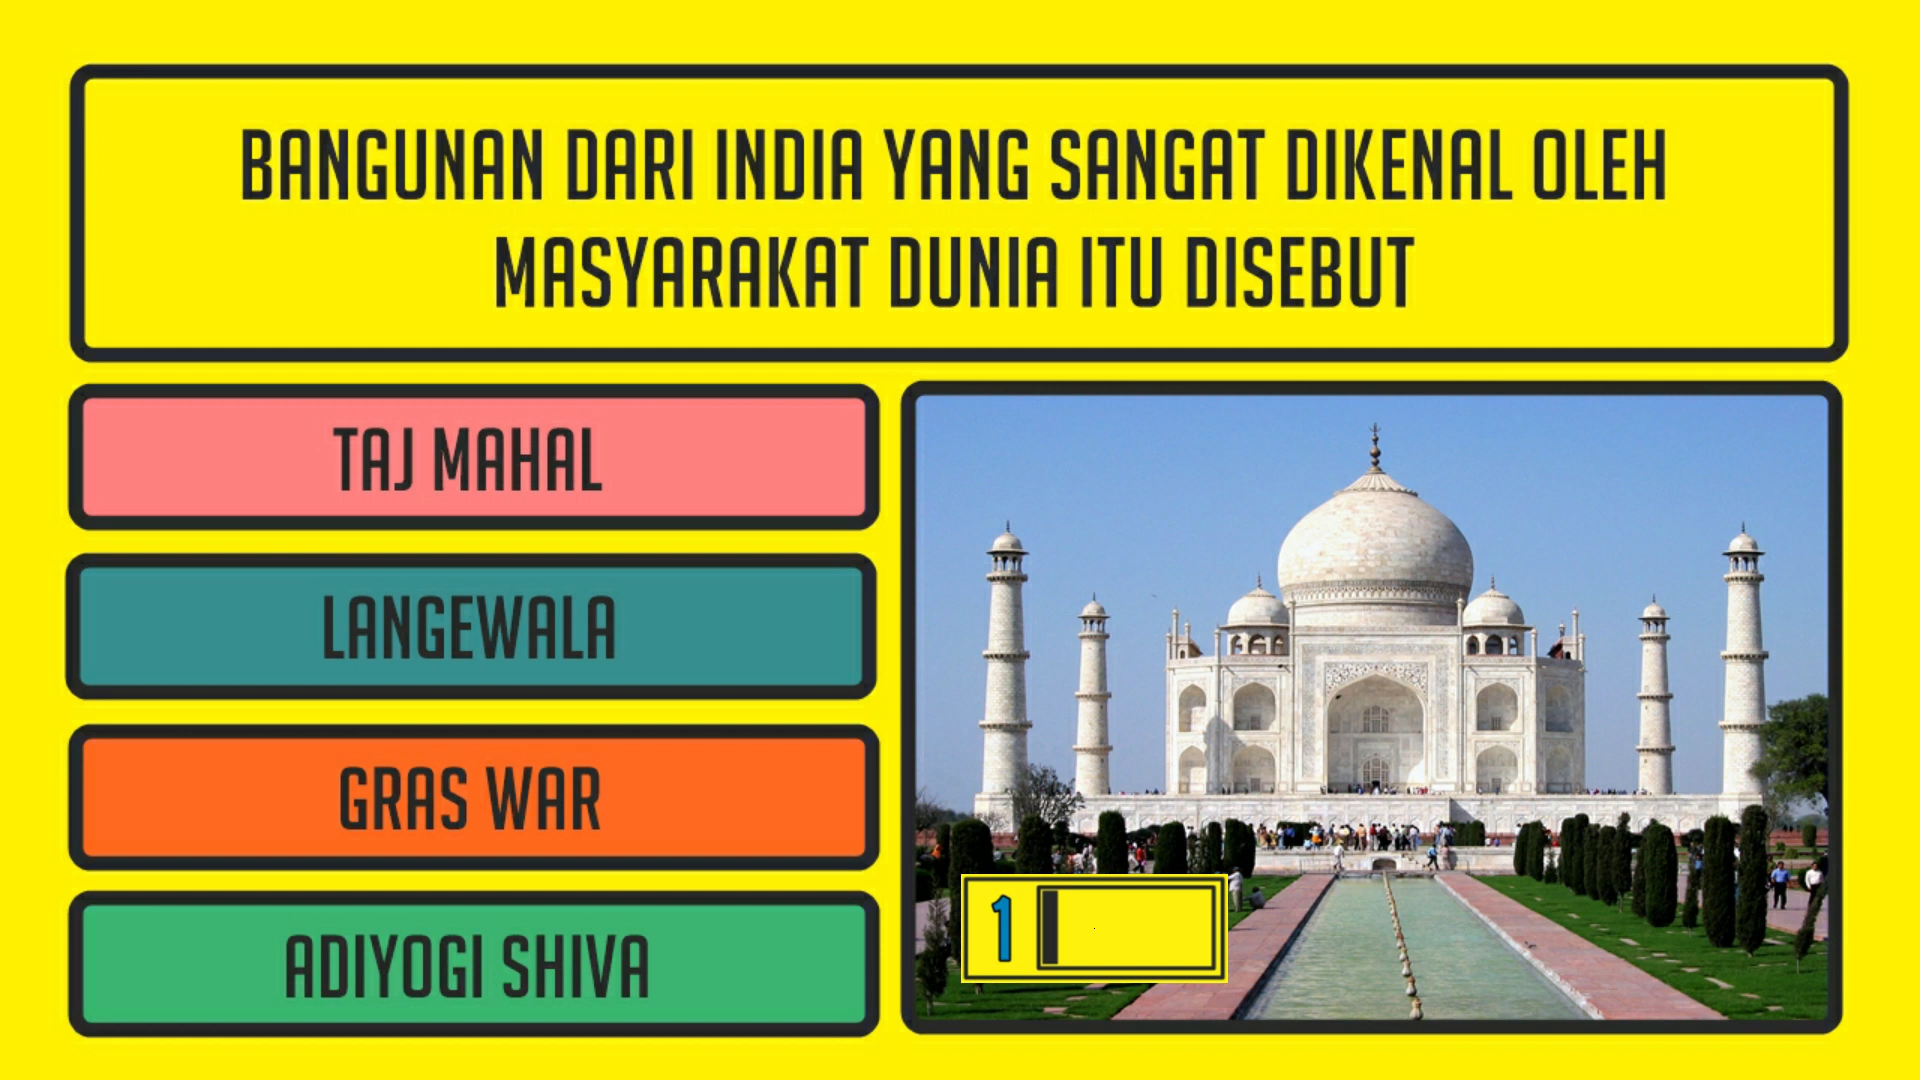 BANGUNAN DARI INDIA YANG SANGAT DIKENAL OLEH
MASYARAKAT DUNIA ITU DISEBUT
TAJ MAHAL
LANGEWALA
GRAS WAR
ADIYOGI SHIVA
1